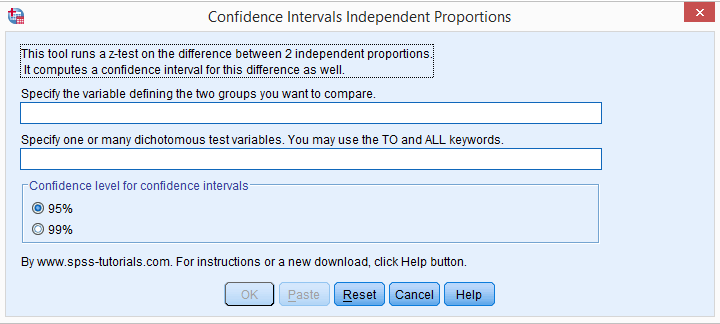 Confidence Intervals Independent Proportions
This tool runs a z-test on the difference between 2 independent proportions.
It computes a confidence interval for this difference as well.
Specify the variable defining the two groups you want to compare.
Specify one or many dichotomous test variables. You may use the TO and ALL keywords.
Confidence level for confidence intervals
95%
99%
By www.spss-tutorials.com. For instructions or a new download, click Help button.
OK Paste Reset Cancel Help